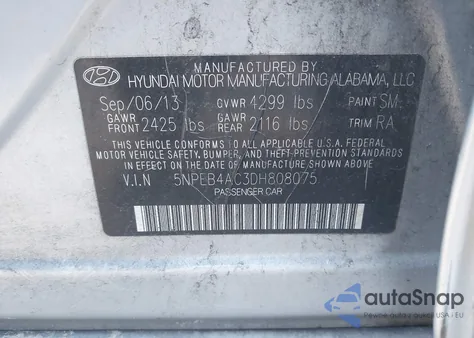 MANUFACTURED BY
HYUNDAI MOTOR MANUFACTURING ALABAMA, LLC
Sep/06/13 GVWR 4299 lbs PAINT SM
GAWR FRONT 2425 lbs GAWR REAR 2116 lbs TRIM RA
THIS VEHICLE CONFORMS TO ALL APPLICABLE U.S. FEDERAL
MOTOR VEHICLE SAFETY, BUMPER, AND THEFT PREVENTION STANDARDS
IN EFFECT ON THE DATE OF MANUFACTURE SHOWN ABOVE.
V.I.N 5NPEB4AC3DH808075
PASSENGER CAR
autoSnap